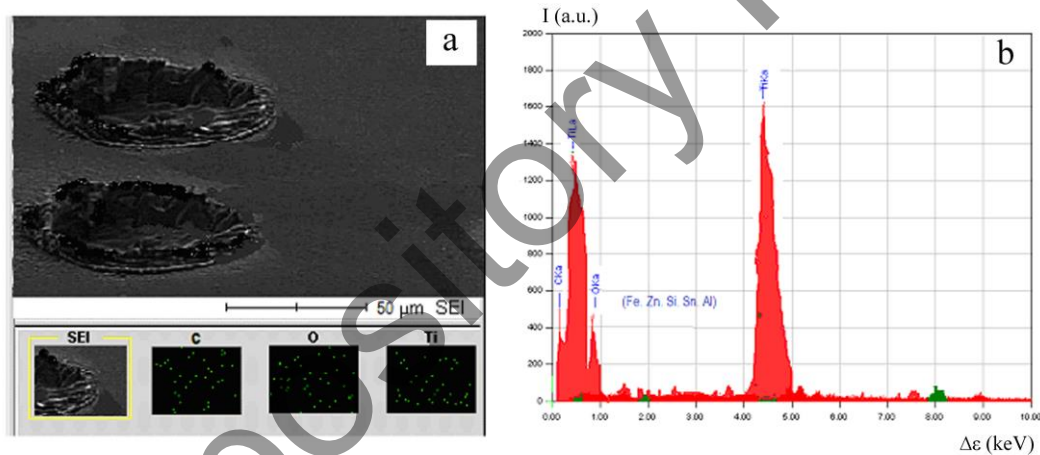 a
50 µm SEI
SEI
C
O
Ti
I (a.u.)
b
2000
1800
1600
1400
1200
1000
800
600
400
200
0.00
0.00 1.00 2.00 3.00 4.00 5.00 6.00 7.00 8.00 9.00 10.00
CKa
TiLa
OKa
(Fe. Zn. Si. Sn. Al)
TiKa
Δε (keV)
ository